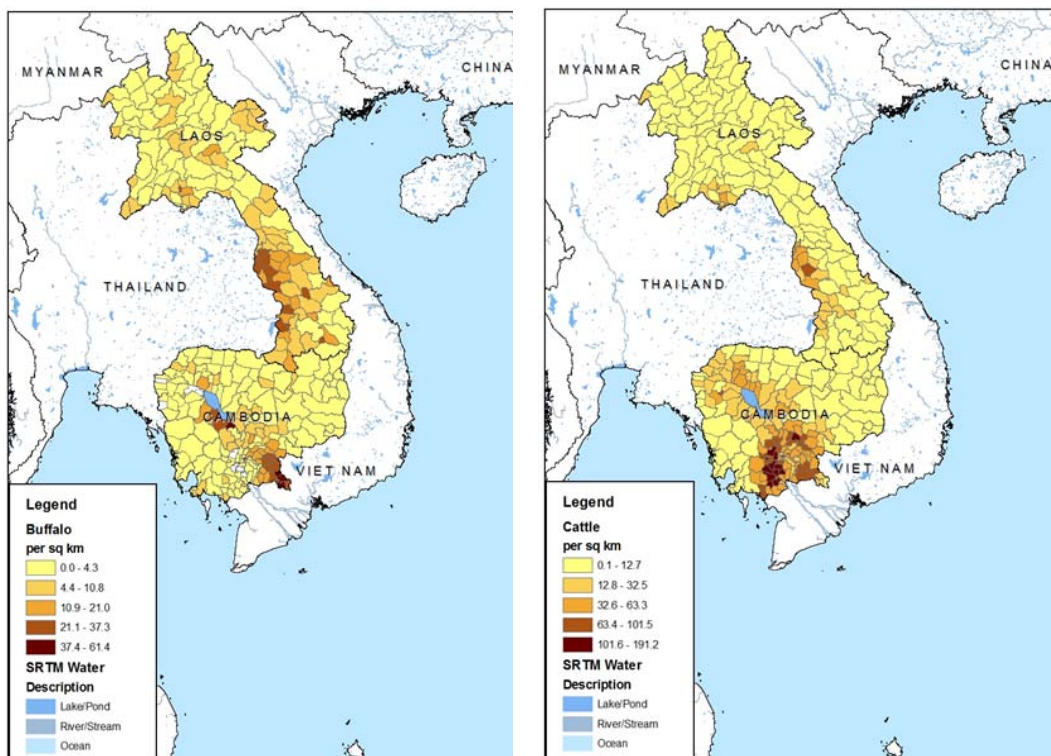 MYANMAR
CHINA
LAOS
THAILAND
CAMBODIA
VIET NAM
Legend
Buffalo
per sq km
0.0 - 4.3
4.4 - 10.8
10.9 - 21.0
21.1 - 37.3
37.4 - 61.4
SRTM Water
Description
Lake/Pond
River/Stream
Ocean
MYANMAR
CHINA
LAOS
THAILAND
CAMBODIA
VIET NAM
Legend
Cattle
per sq km
0.1 - 12.7
12.8 - 32.5
32.6 - 63.3
63.4 - 101.5
101.6 - 191.2
SRTM Water
Description
Lake/Pond
River/Stream
Ocean